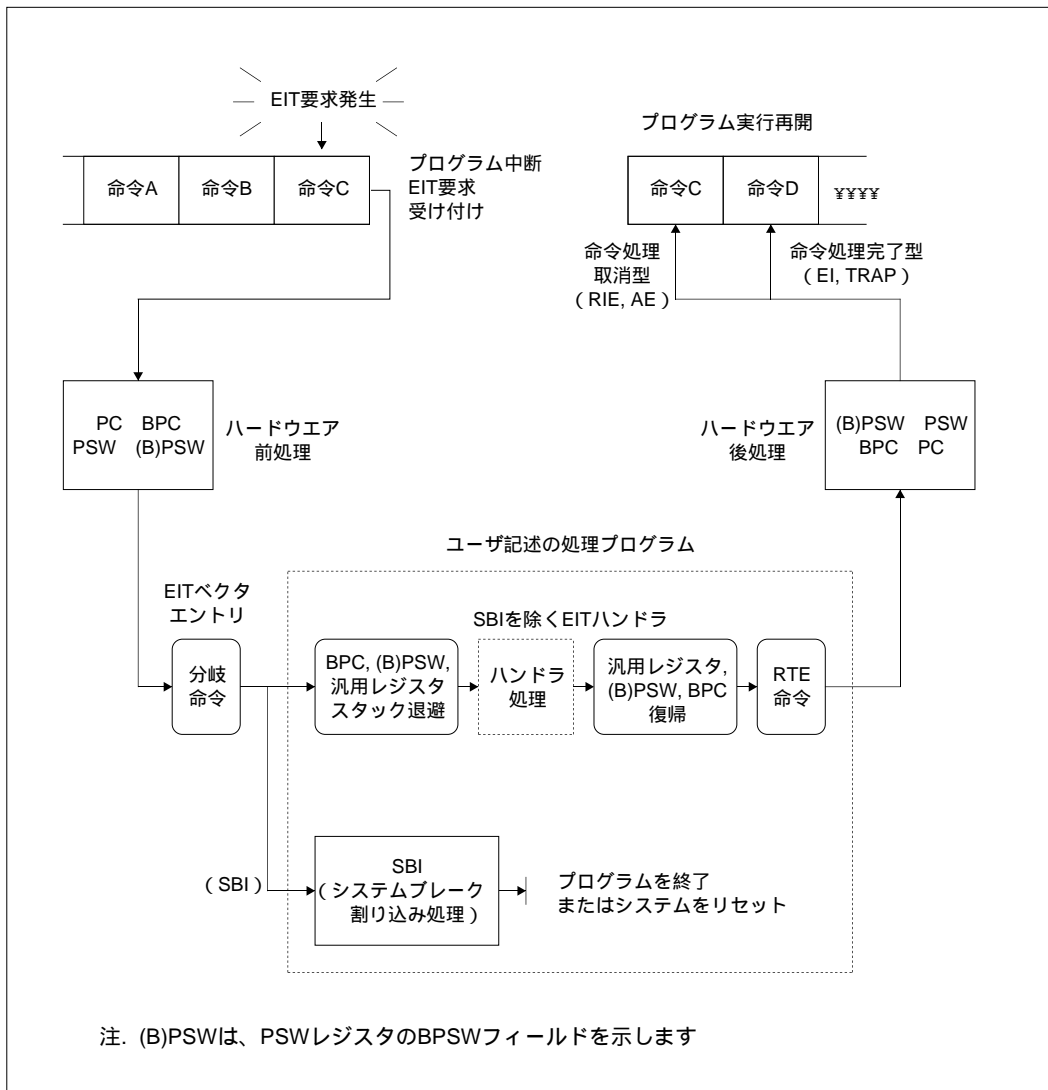 EIT要求発生
プログラム実行再開
命令A 命令B 命令C
プログラム中断
EIT要求
受け付け
命令C 命令D ¥¥¥¥
命令処理
取消型
(RIE, AE)
命令処理完了型
(EI, TRAP)
PC BPC
PSW (B)PSW
ハードウエア
前処理
ハードウエア
後処理
(B)PSW PSW
BPC PC
ユーザ記述の処理プログラム
EITベクタ
エントリ
SBIを除くEITハンドラ
分岐
命令
BPC, (B)PSW,
汎用レジスタ
スタック退避
ハンドラ
処理
汎用レジスタ,
(B)PSW, BPC
復帰
RTE
命令
(SBI)
SBI
(システムブレーク
割り込み処理)
プログラムを終了
またはシステムをリセット
注. (B)PSWは、PSWレジスタのBPSWフィールドを示します